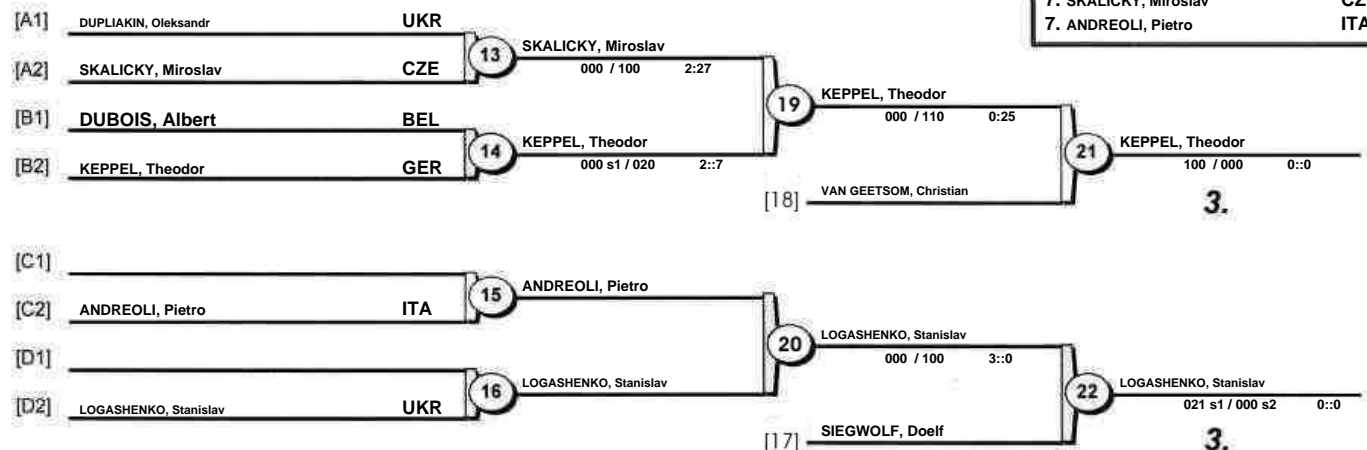 7. SKALICKY, Miroslav CZ
7. ANDREOLI, Pietro ITA
[A1] DUPLIAKIN, Oleksandr UKR
13 SKALICKY, Miroslav
000 / 100 2:27
[A2] SKALICKY, Miroslav CZE
19 KEPPEL, Theodor
000 / 110 0:25
[B1] DUBOIS, Albert BEL
14 KEPPEL, Theodor
000 s1 / 020 2::7
21 KEPPEL, Theodor
100 / 000 0::0
[B2] KEPPEL, Theodor GER
[18] VAN GEETSOM, Christian
3.
[C1]
15 ANDREOLI, Pietro
[C2] ANDREOLI, Pietro ITA
20 LOGASHENKO, Stanislav
000 / 100 3::0
[D1]
16 LOGASHENKO, Stanislav
22 LOGASHENKO, Stanislav
021 s1 / 000 s2 0::0
[D2] LOGASHENKO, Stanislav UKR
[17] SIEGWOLF, Doelf
3.